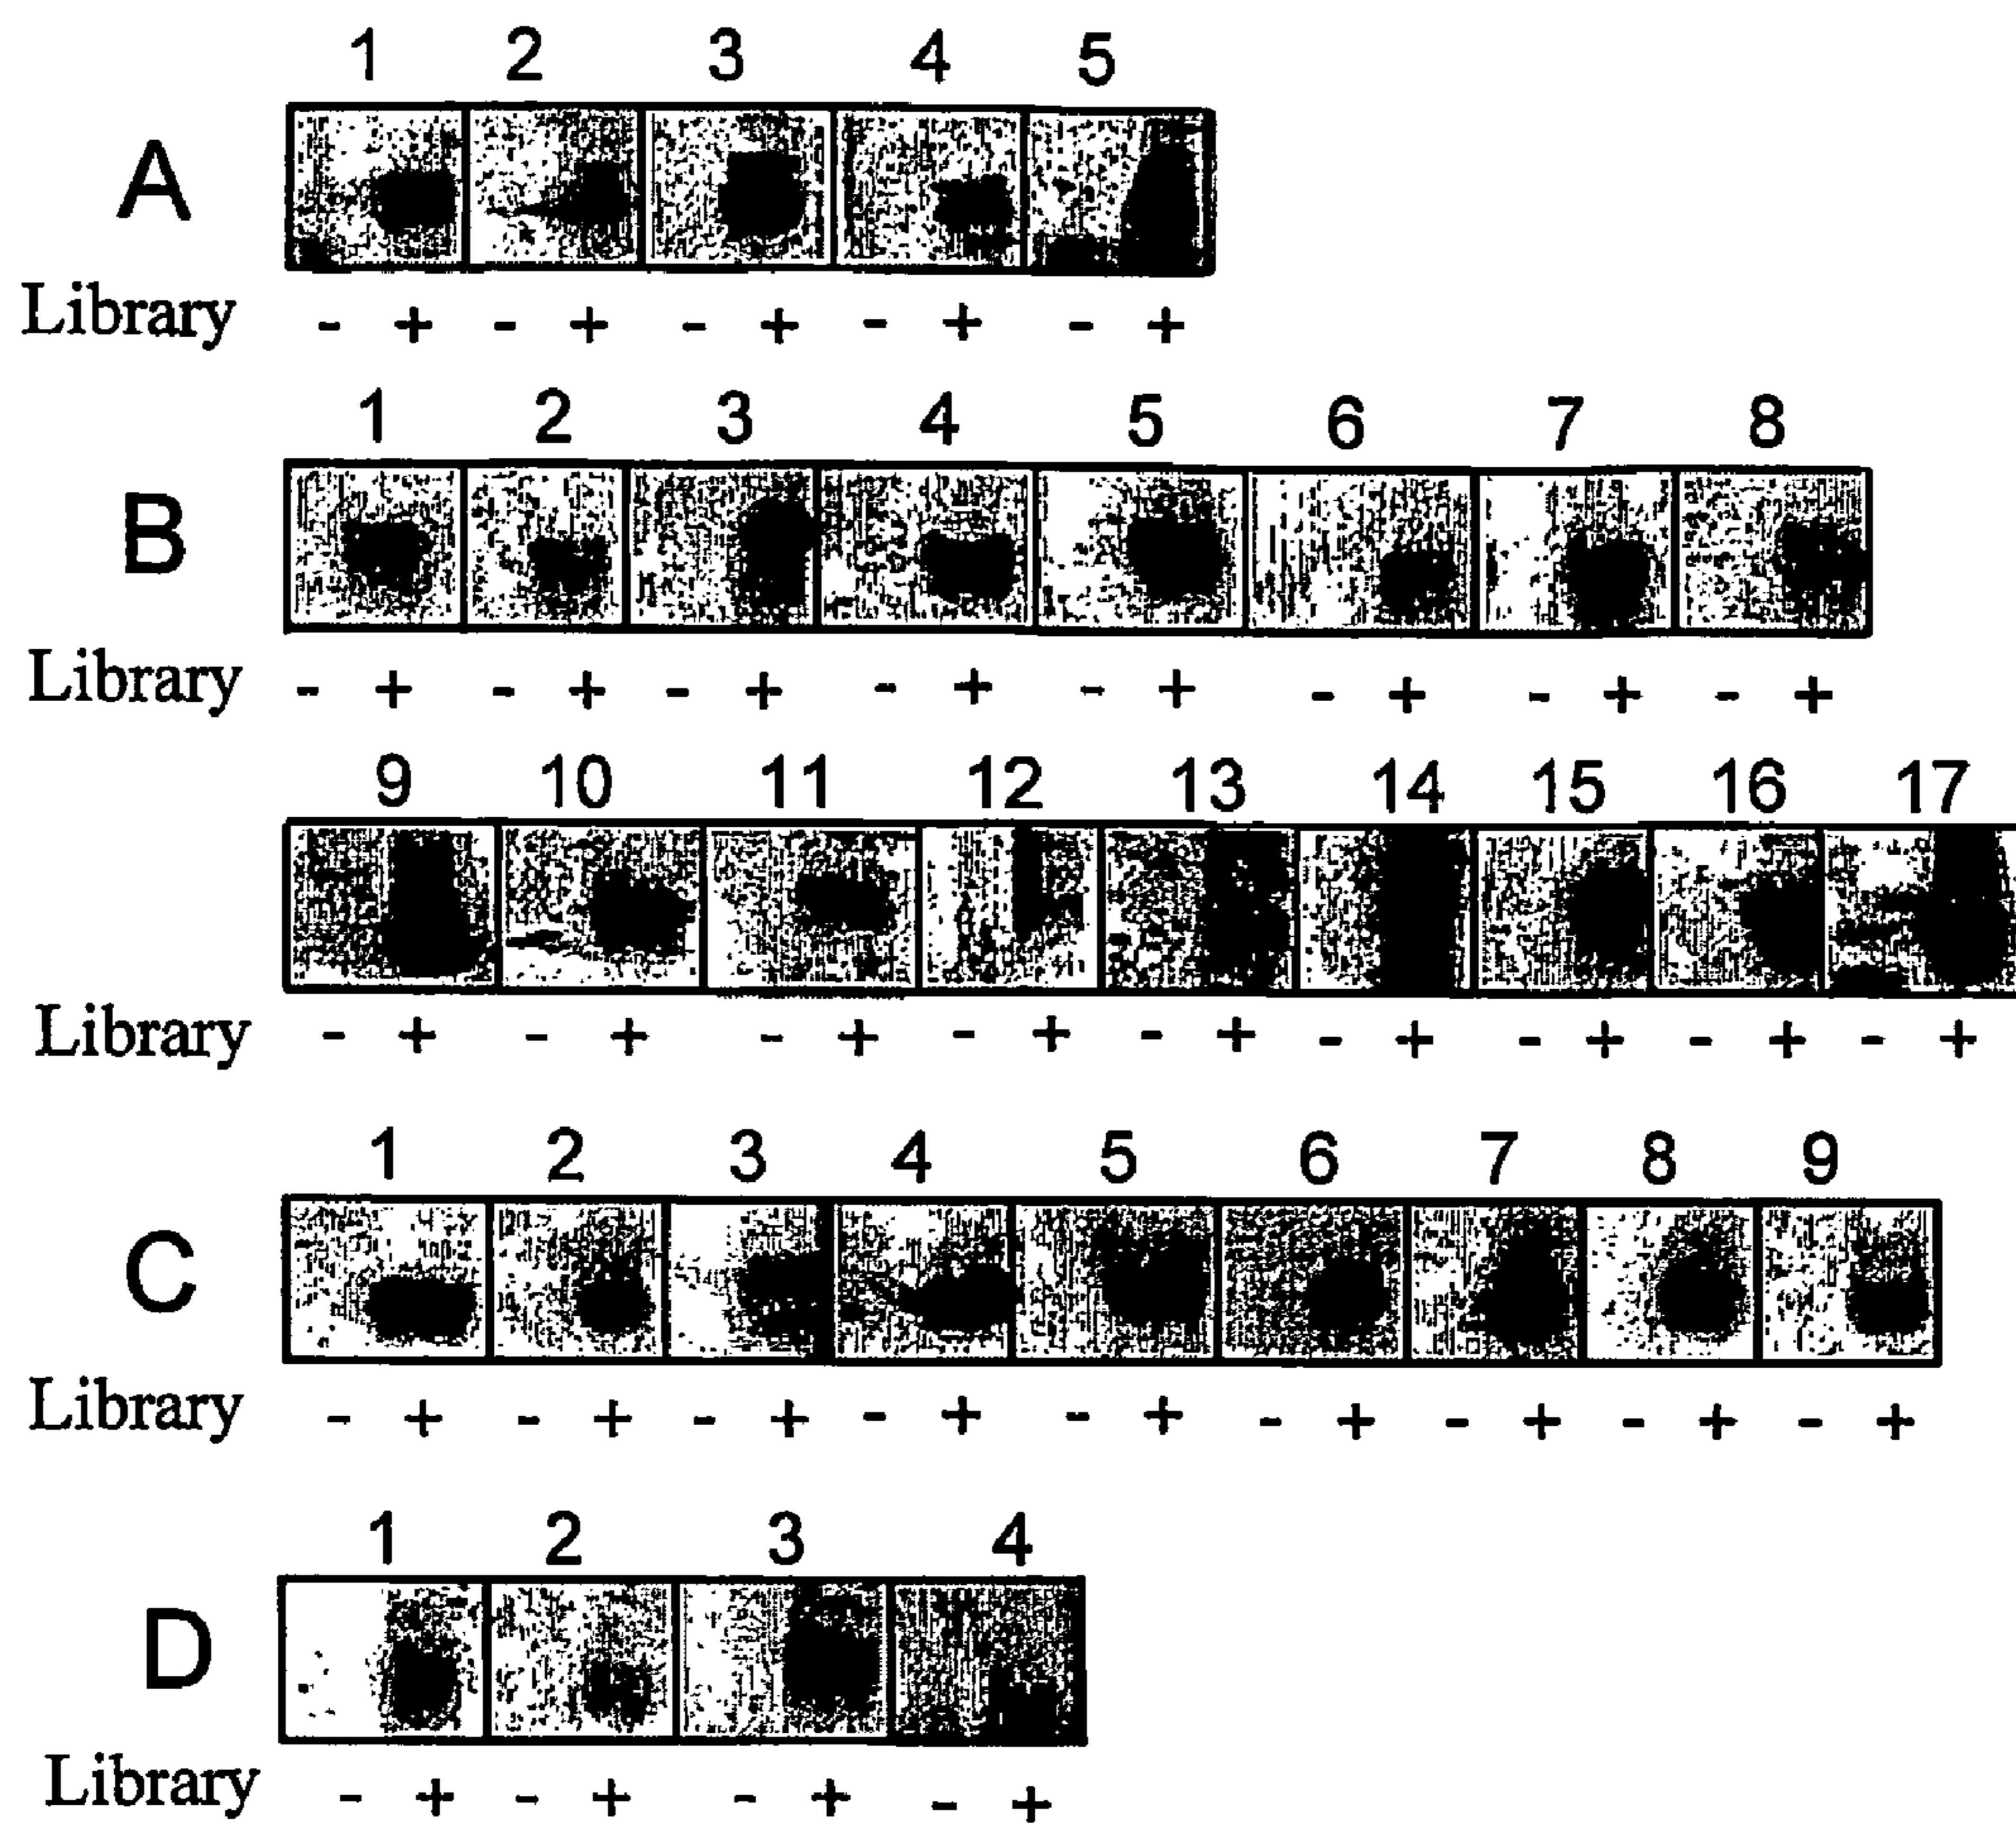 1 2 3 4 5
A
Library - + - + - + - + - +
1 2 3 4 5 6 7 8
B
Library - + - + - + - + - + - + - + - +
9 10 11 12 13 14 15 16 17
Library - + - + - + - + - + - + - + - + - +
1 2 3 4 5 6 7 8 9
C
Library - + - + - + - + - + - + - + - + - +
1 2 3 4
D
Library - + - + - + - +